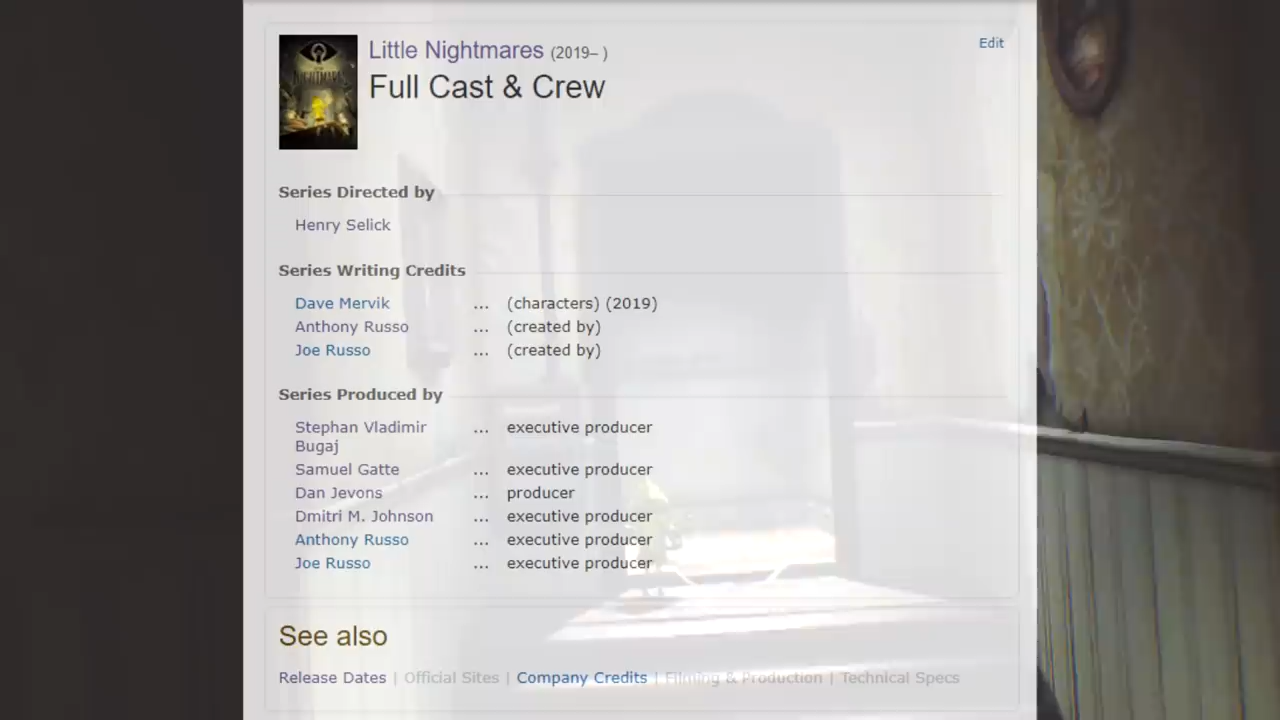 Little Nightmares (2019– )
Edit
Full Cast & Crew
Series Directed by
Henry Selick
Series Writing Credits
Dave Mervik ... (characters) (2019)
Anthony Russo ... (created by)
Joe Russo ... (created by)
Series Produced by
Stephan Vladimir ... executive producer
Bugaj
Samuel Gatte ... executive producer
Dan Jevons ... producer
Dmitri M. Johnson ... executive producer
Anthony Russo ... executive producer
Joe Russo ... executive producer
See also
Release Dates | Official Sites | Company Credits | Filming & Production | Technical Specs